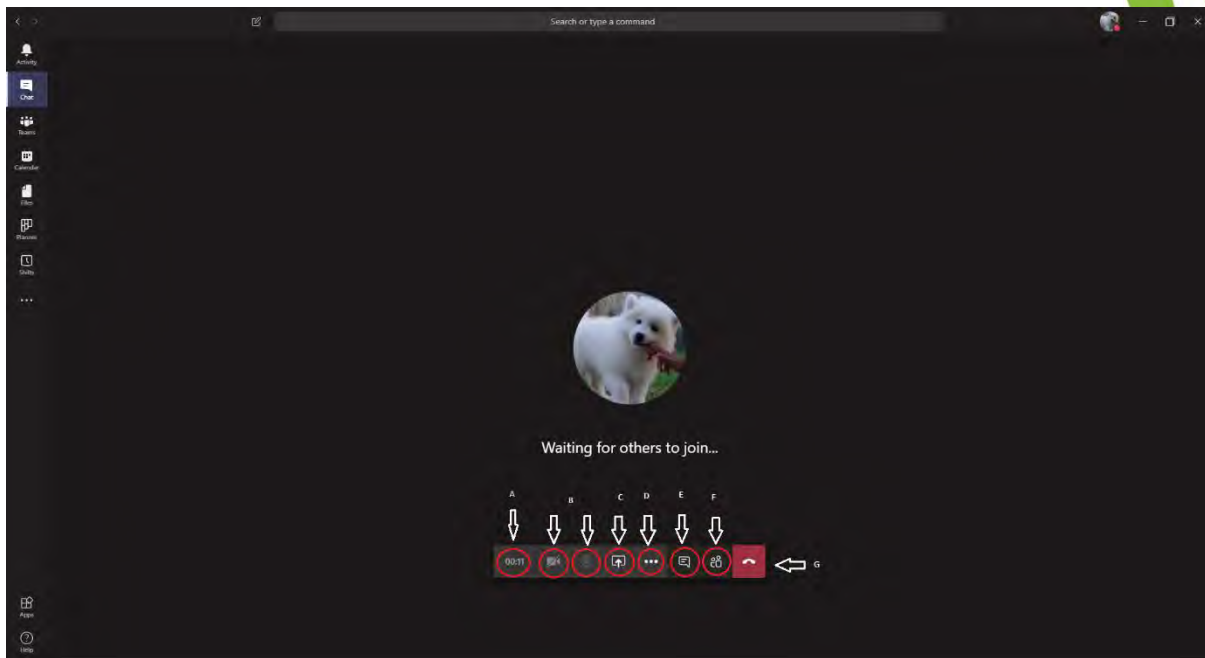 Search or type a command
Activity
Chat
Teams
Calendar
Files
Planner
Shifts
Waiting for others to join...
A B C D E F
00:11
G
Apps
Help